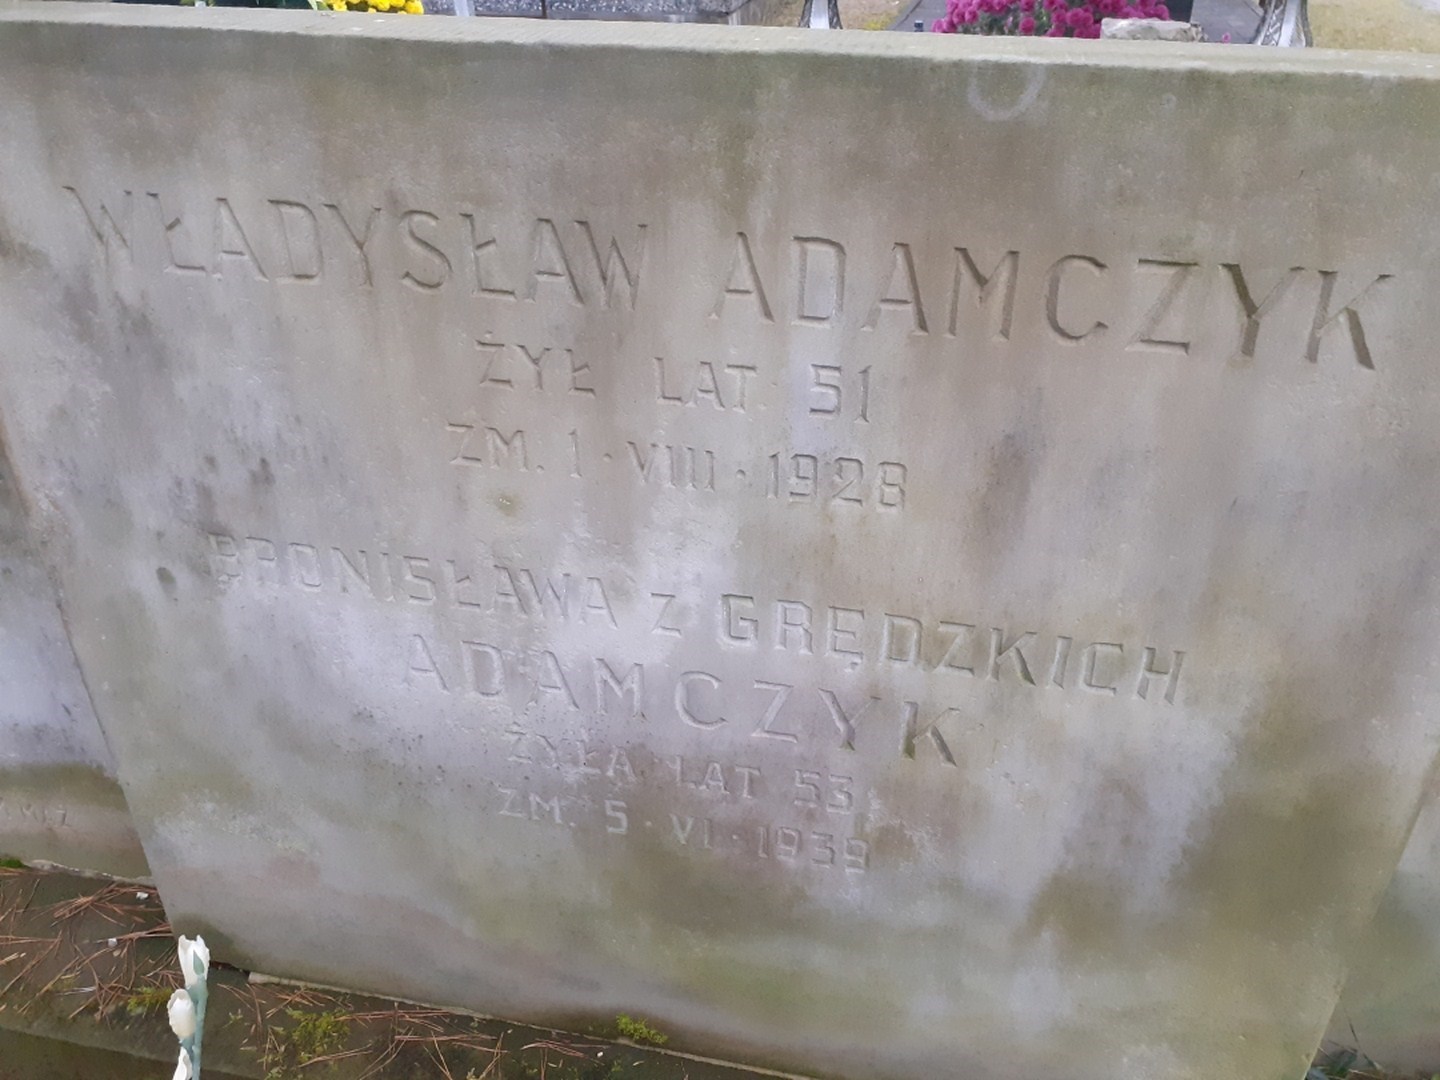 WŁADYSŁAW ADAMCZYK
ŻYŁ LAT 51
ZM. 1 · VIII · 1928
BRONISŁAWA Z GRĘDZKICH
ADAMCZYK
ŻYŁA LAT 53
ZM. 5 · VI · 1939